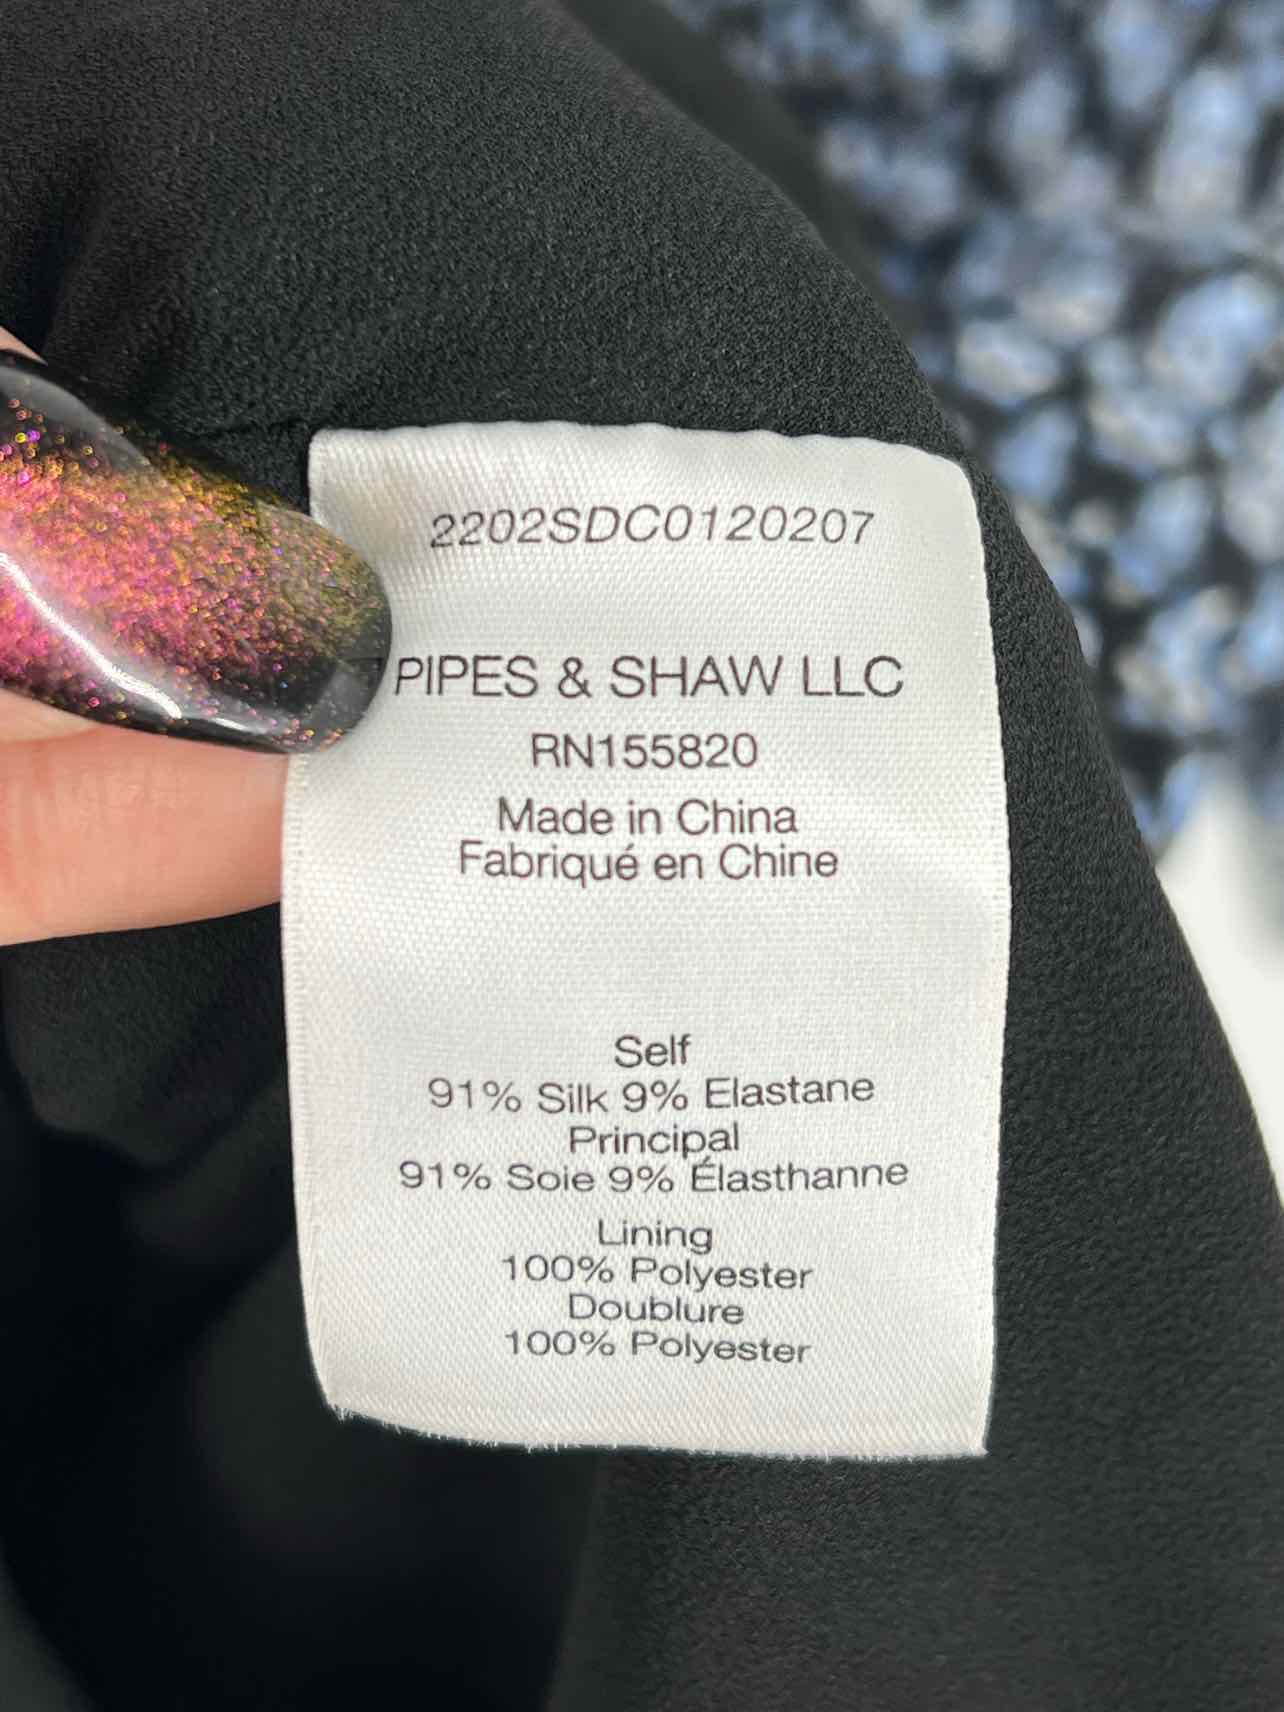 2202SDC0120207
PIPES & SHAW LLC
RN155820
Made in China
Fabriqué en Chine
Self
91% Silk 9% Elastane
Principal
91% Soie 9% Élasthanne
Lining
100% Polyester
Doublure
100% Polyester